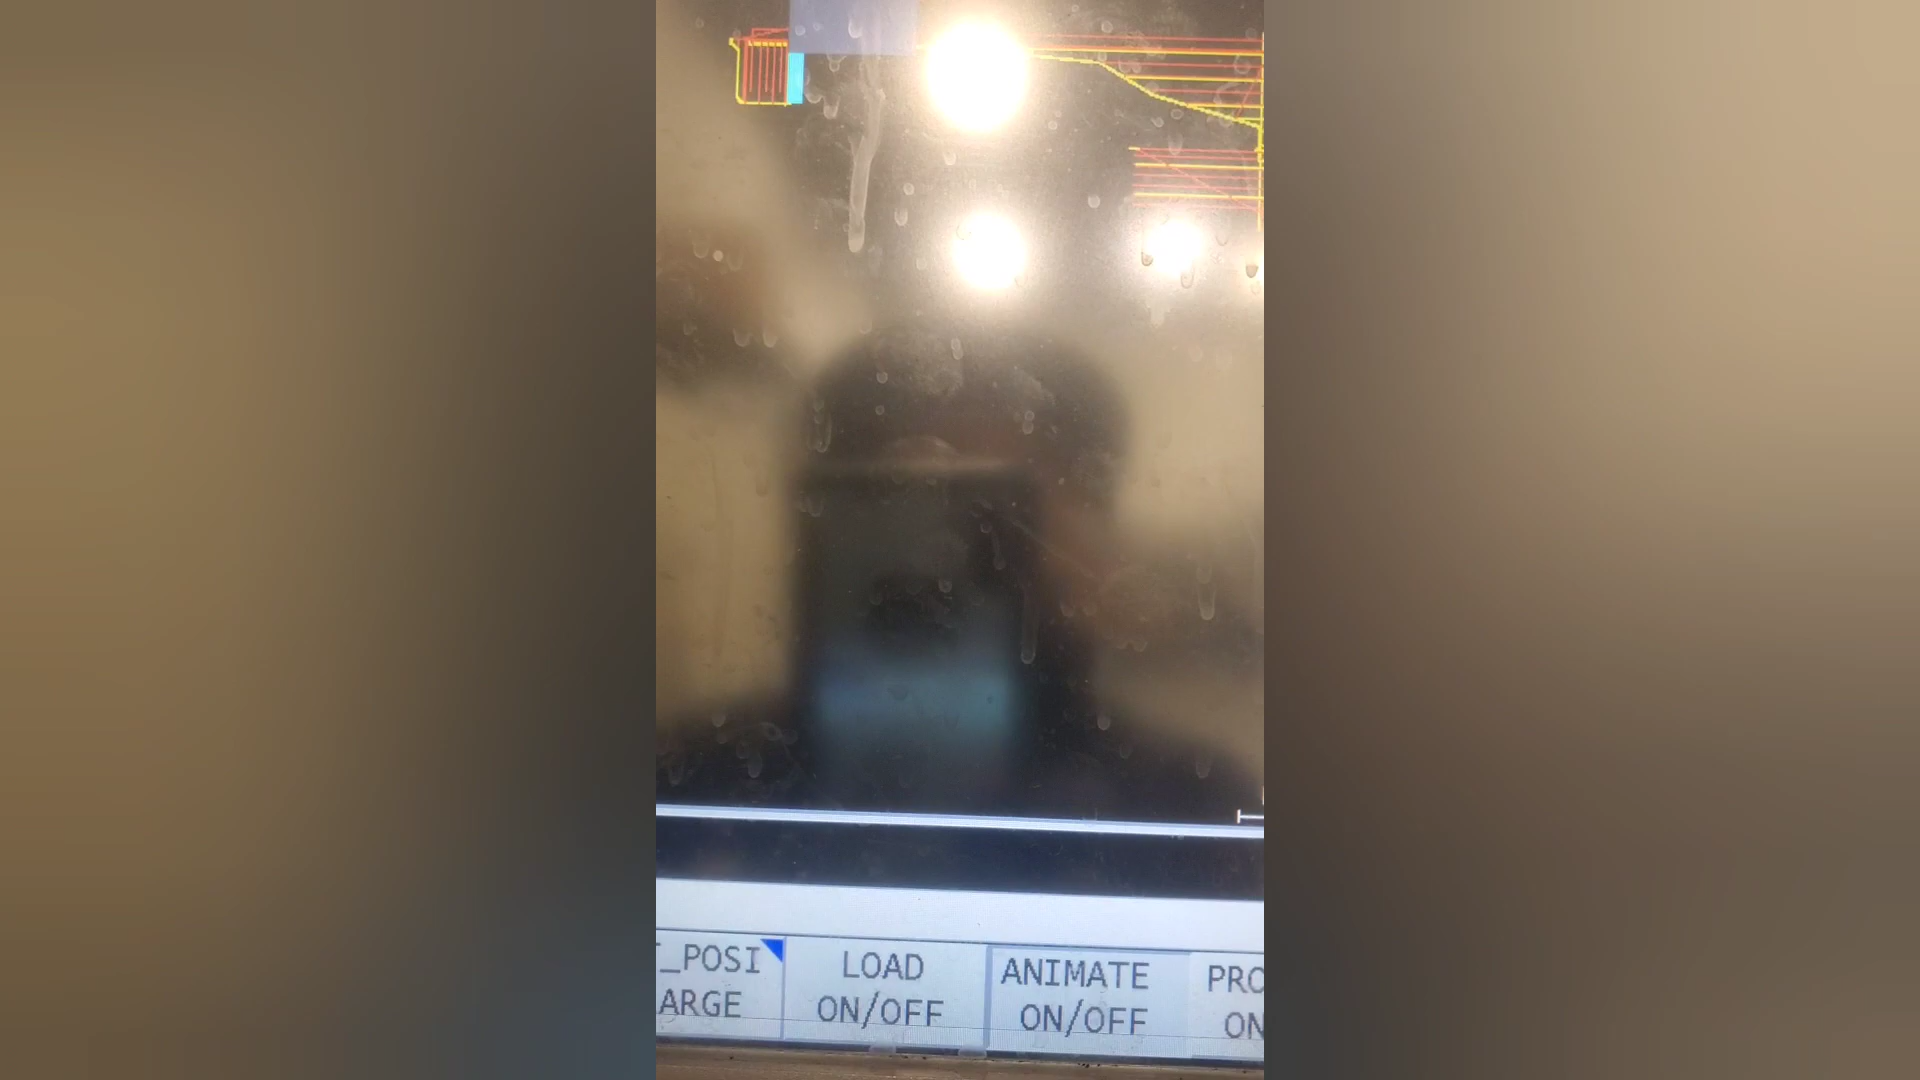 _POSI
ARGE
LOAD
ON/OFF
ANIMATE
ON/OFF
PRO
ON